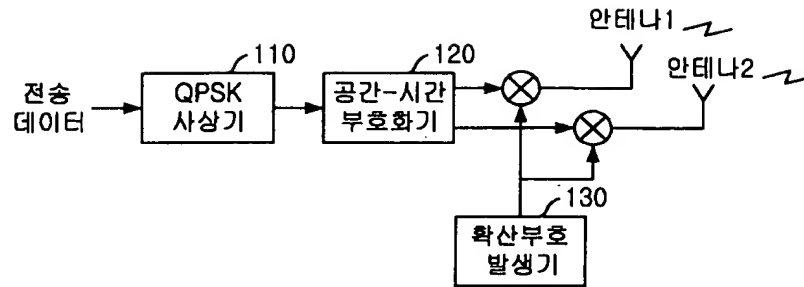 전송
데이터
110
QPSK
사상기
120
공간-시간
부호화기
안테나1
안테나2
130
확산부호
발생기